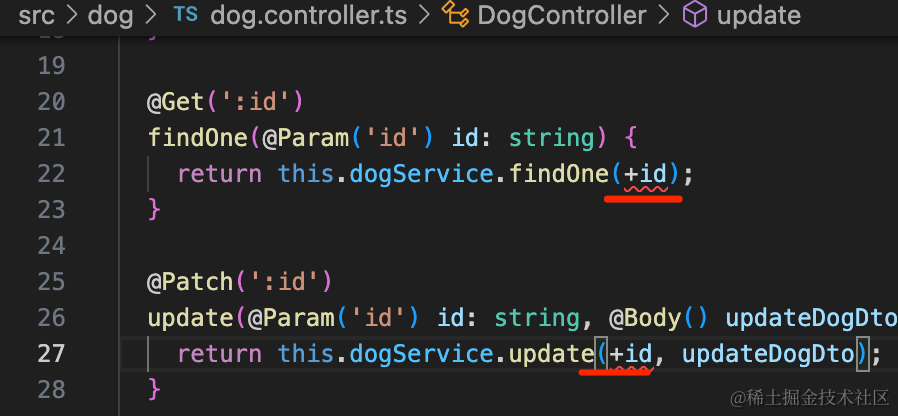 src > dog > TS dog.controller.ts > DogController > update
19
20 @Get(':id')
21 findOne(@Param('id') id: string) {
22 return this.dogService.findOne(+id);
23 }
24
25 @Patch(':id')
26 update(@Param('id') id: string, @Body() updateDogDto
27 return this.dogService.update(+id, updateDogDto);
28 }
@稀土掘金技术社区